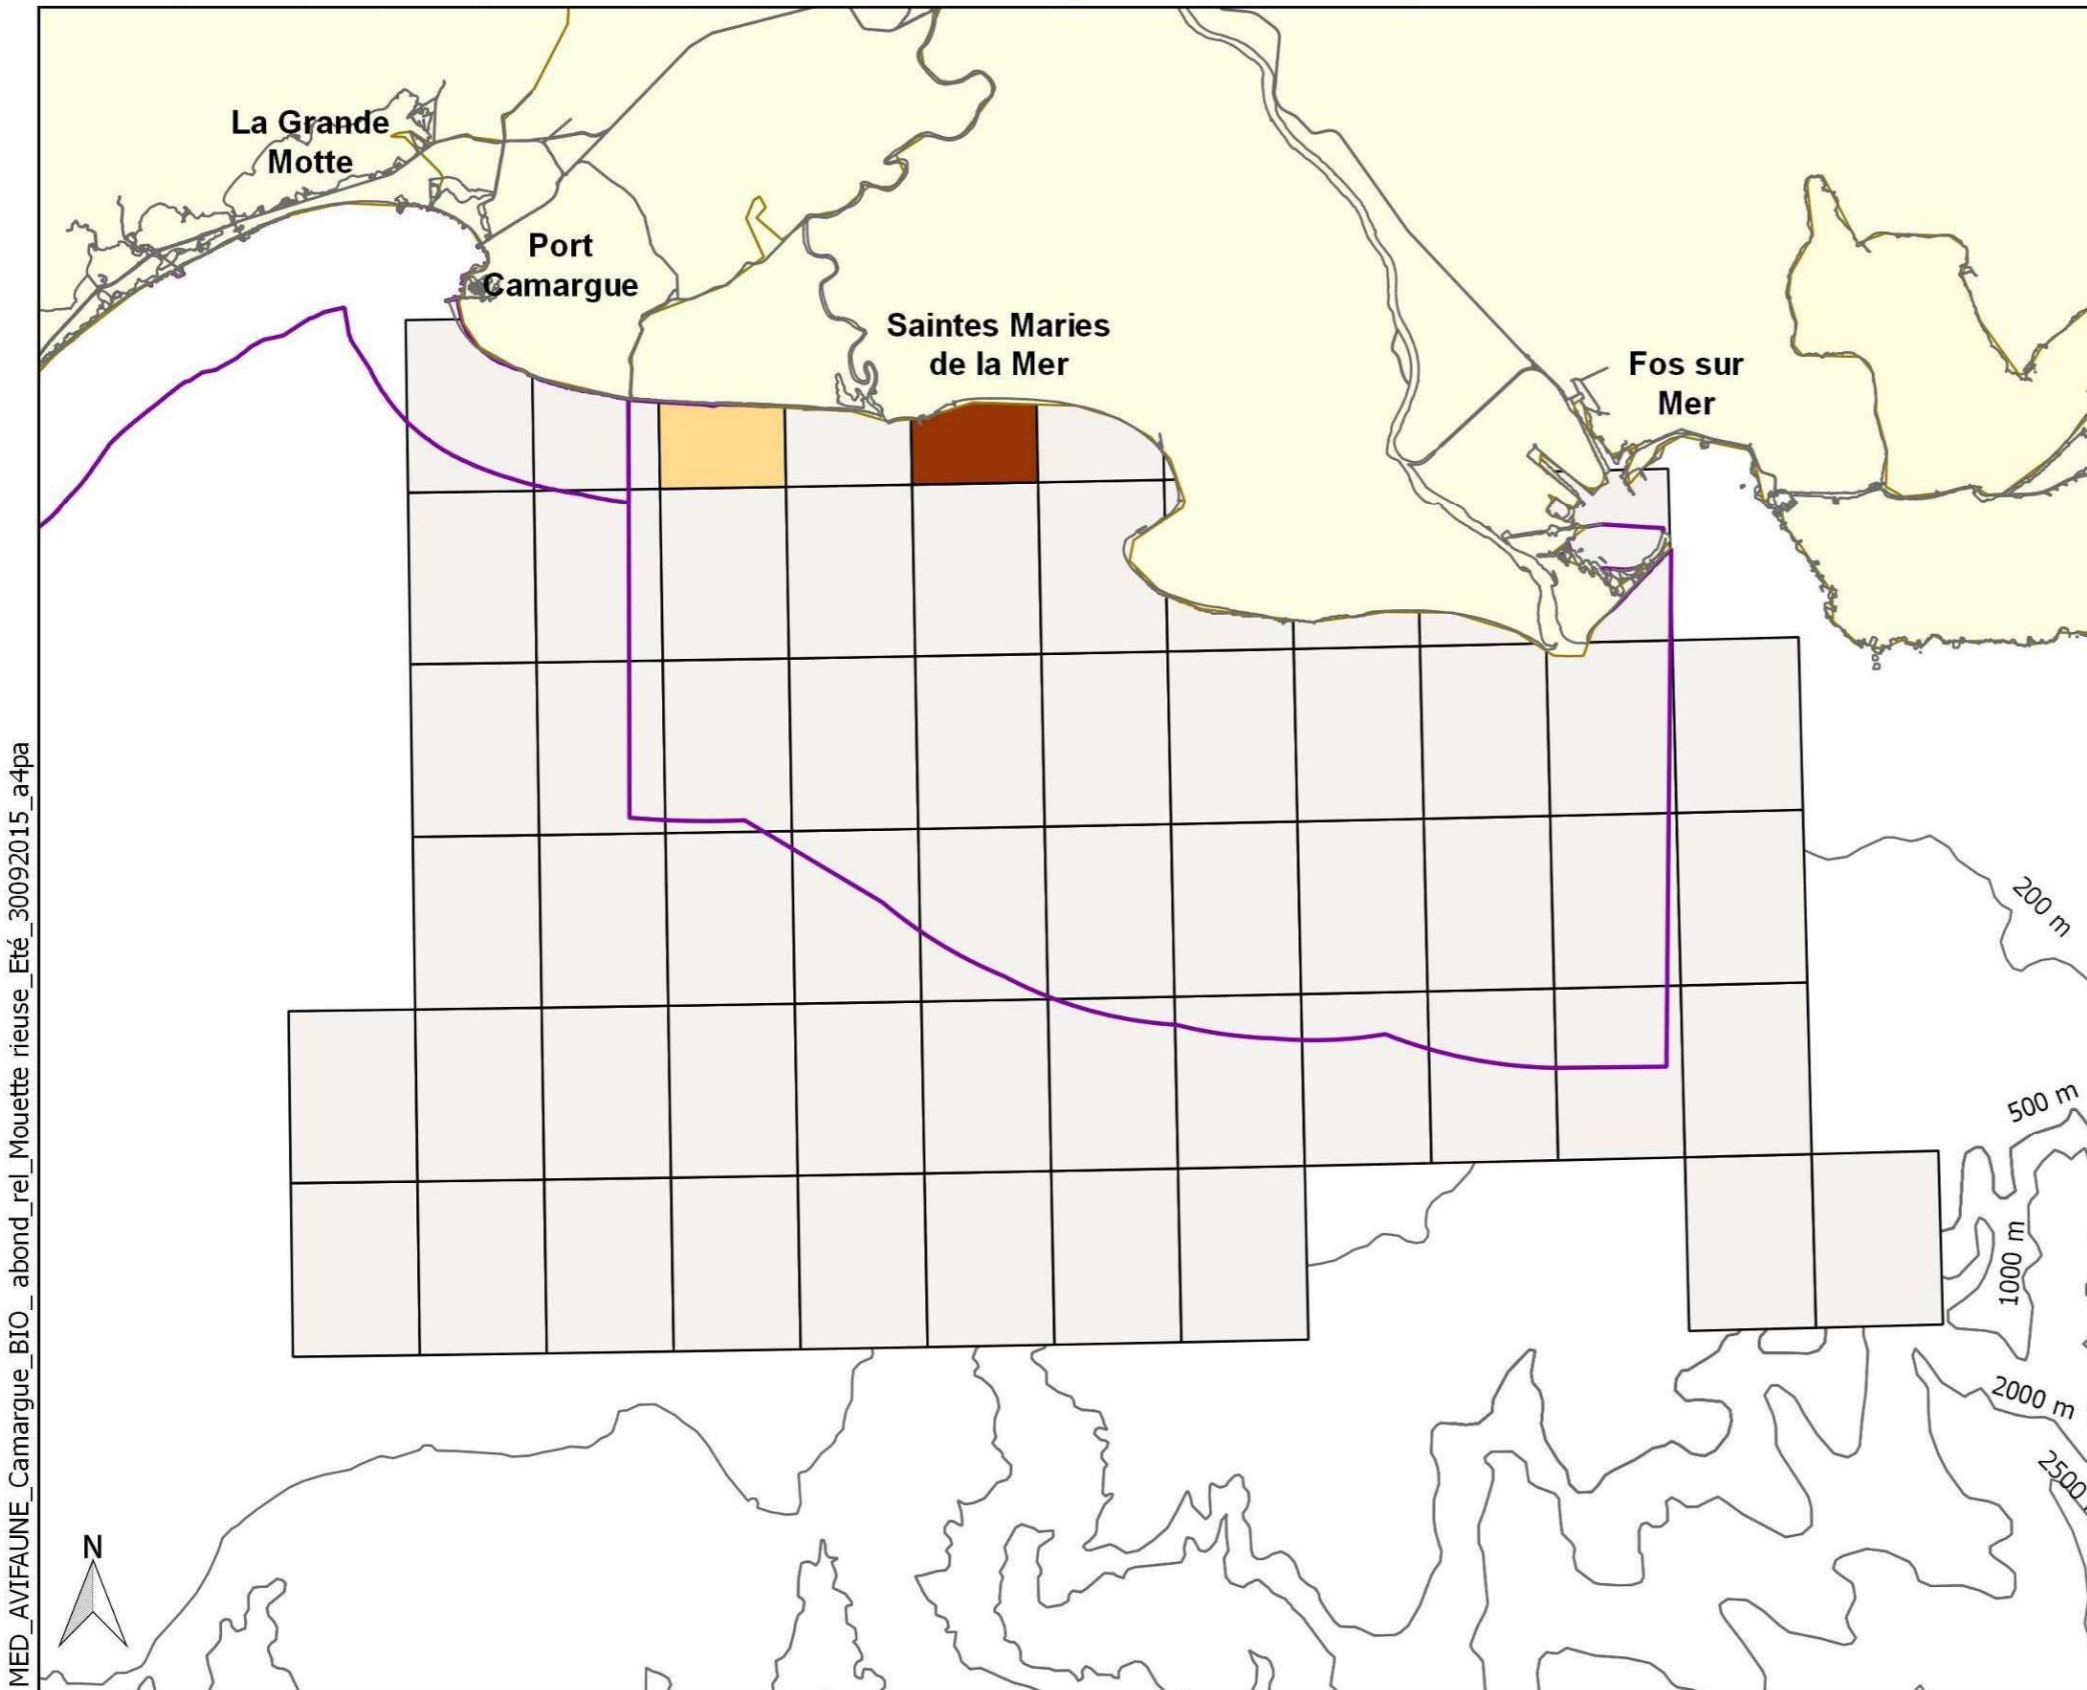 La Grande
Motte
Port
Camargue
Saintes Maries
de la Mer
Fos sur
Mer
200 m
500 m
1000 m
2000 m
2500
N
MED_AVIFAUNE_Camargue_BIO_ abond_rel_Mouette rieuse_Eté_30092015_a4pa